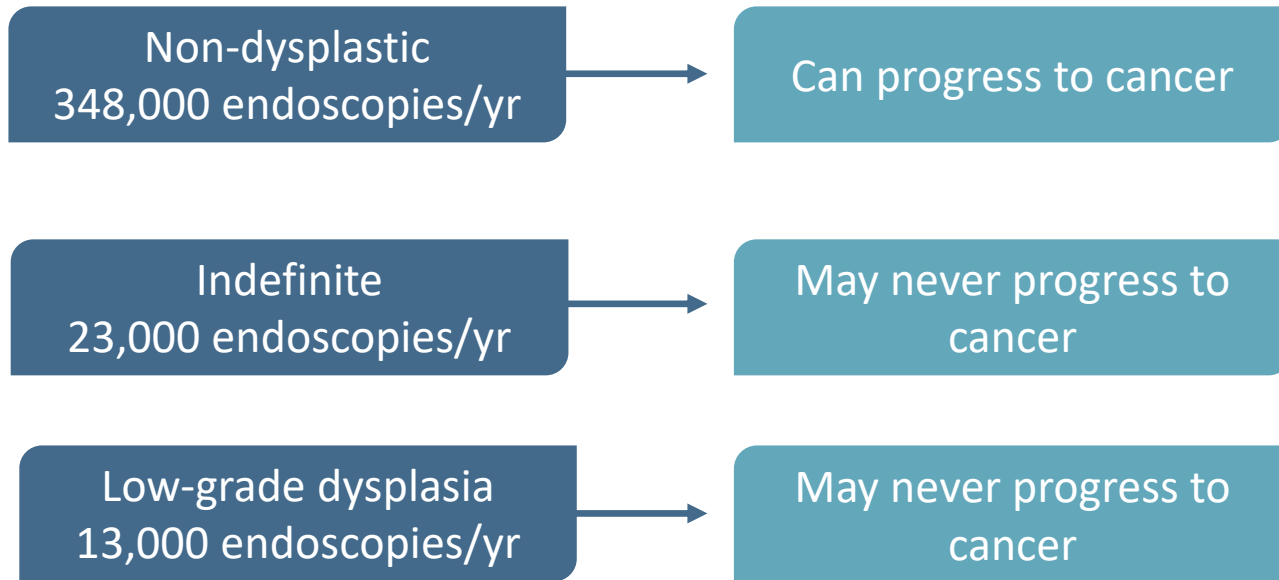 Non-dysplastic
348,000 endoscopies/yr
Can progress to cancer
Indefinite
23,000 endoscopies/yr
May never progress to
cancer
Low-grade dysplasia
13,000 endoscopies/yr
May never progress to
cancer